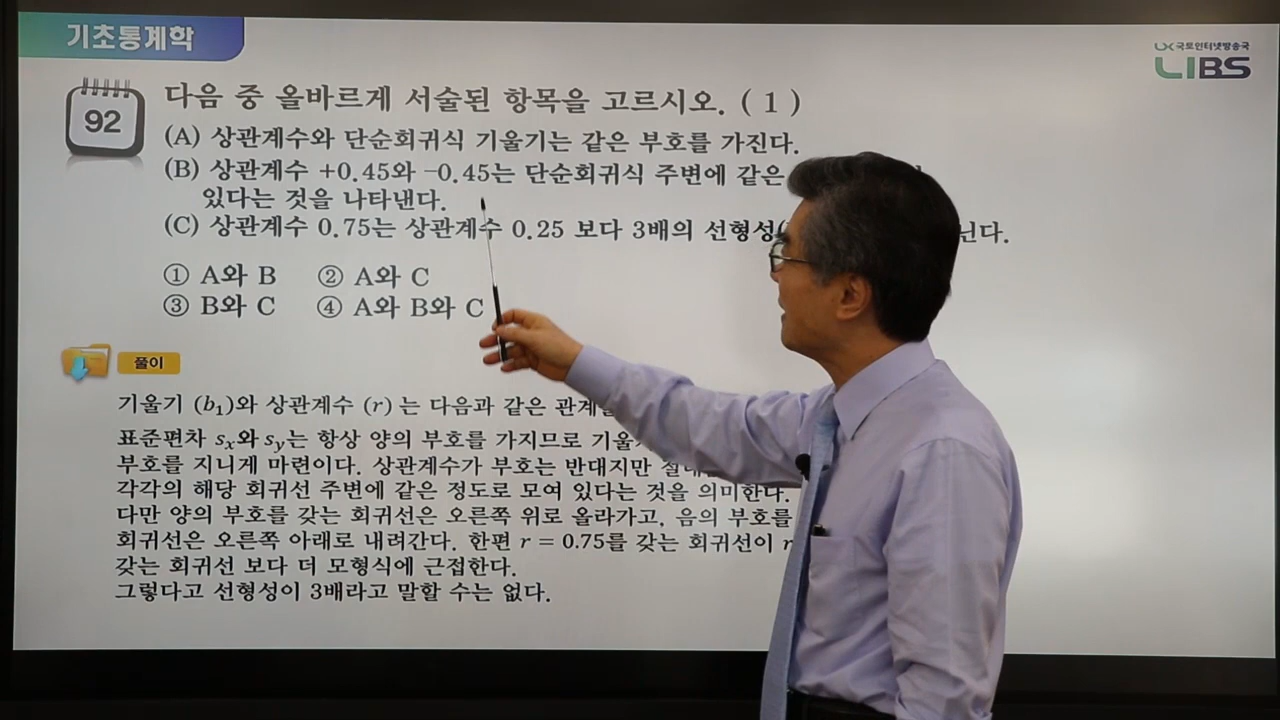 기초통계학
LX 국토인터넷방송국
LIBS
92
다음 중 올바르게 서술된 항목을 고르시오. ( 1 )
(A) 상관계수와 단순회귀식 기울기는 같은 부호를 가진다.
(B) 상관계수 +0.45와 −0.45는 단순회귀식 주변에 같은
있다는 것을 나타낸다.
(C) 상관계수 0.75는 상관계수 0.25 보다 3배의 선형성
① A와 B ② A와 C
③ B와 C ④ A와 B와 C
풀이
기울기 (b₁)와 상관계수 (r) 는 다음과 같은
표준편차 sₓ와 s_y는 항상 양의 부호를 가지므로
부호를 지니게 마련이다. 상관계수가 부호는 반대지만
각각의 해당 회귀선 주변에 같은 정도로 모여 있다는 것을 의미한다.
다만 양의 부호를 갖는 회귀선은 오른쪽 위로 올라가고, 음의 부호를
회귀선은 오른쪽 아래로 내려간다. 한편 r = 0.75를 갖는 회귀선이 r
갖는 회귀선 보다 더 모형식에 근접한다.
그렇다고 선형성이 3배라고 말할 수는 없다.